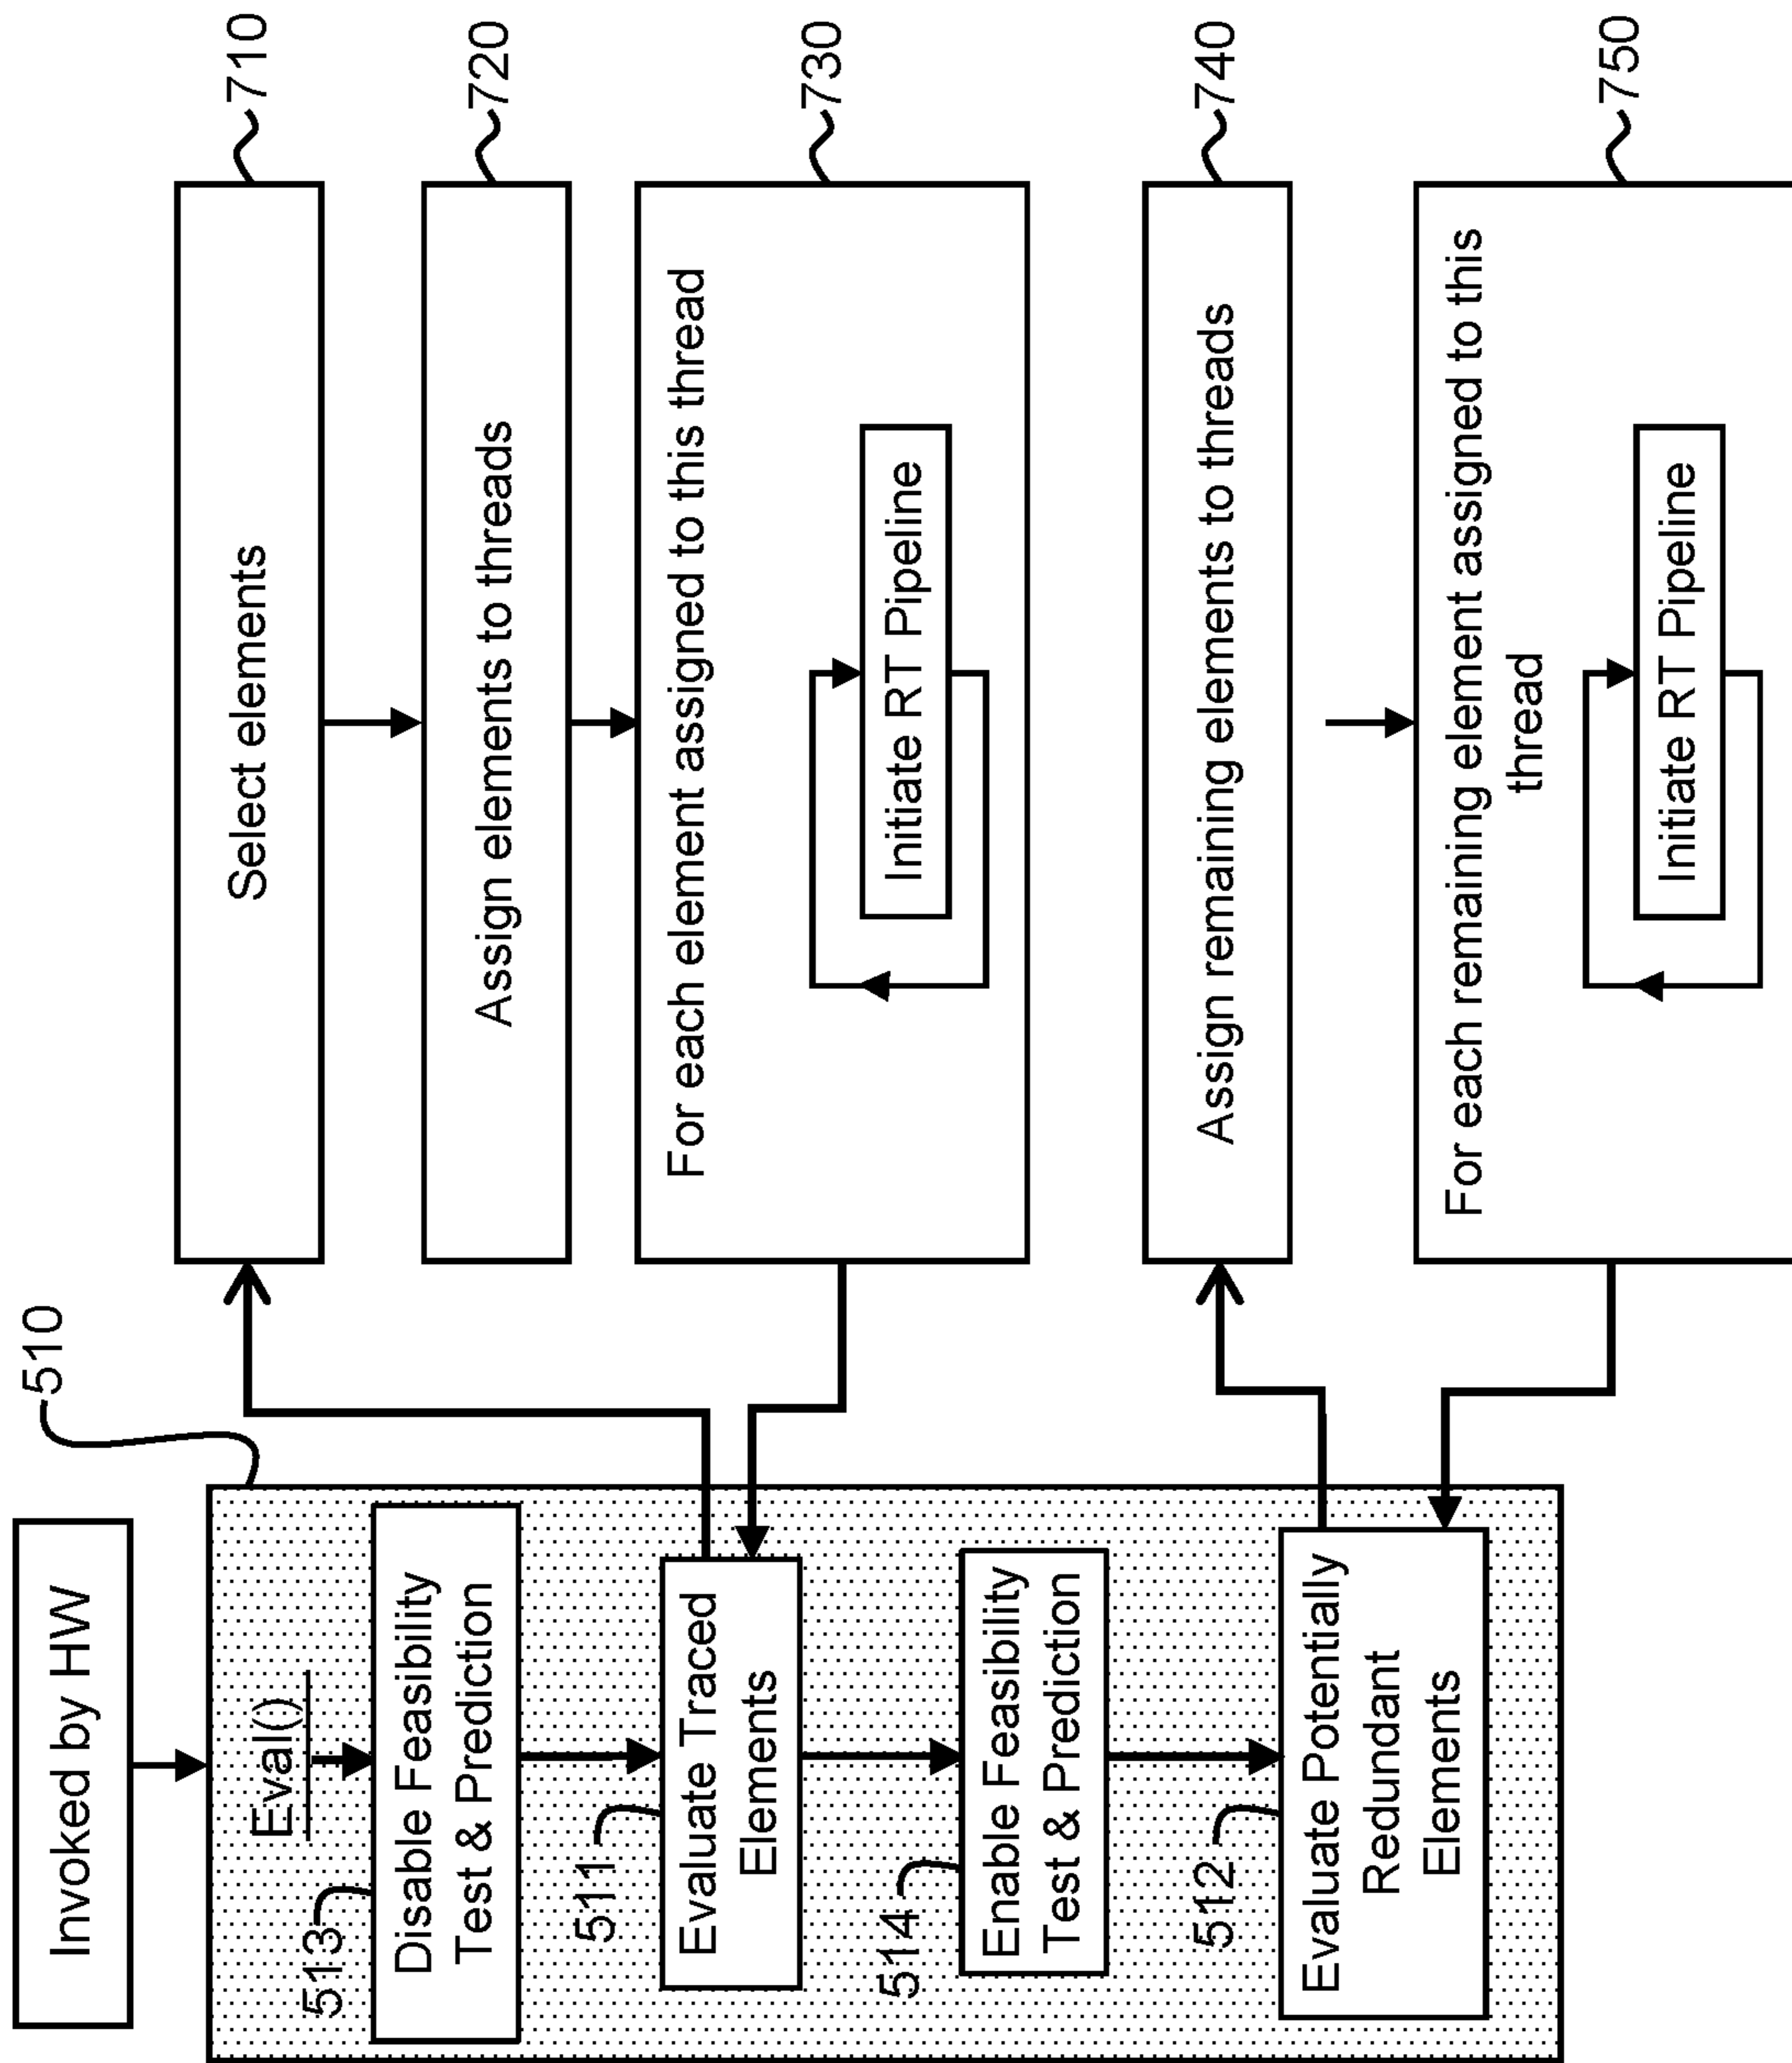 Invoked by HW
510
Eval()
513
Disable Feasibility
Test & Prediction
511
Evaluate Traced
Elements
514
Enable Feasibility
Test & Prediction
512
Evaluate Potentially
Redundant
Elements
Select elements
710
Assign elements to threads
720
For each element assigned to this thread
730
Initiate RT Pipeline
Assign remaining elements to threads
740
For each remaining element assigned to this
thread
750
Initiate RT Pipeline